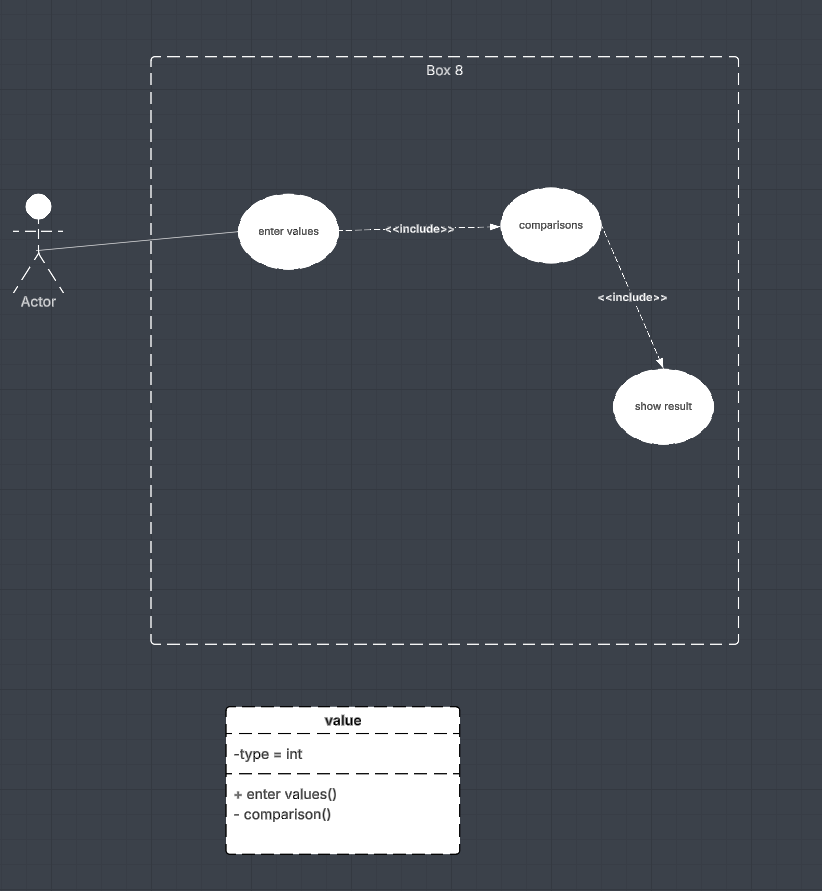 Box 8
enter values
<<include>>
comparisons
Actor
<<include>>
show result
value
-type = int
+ enter values()
- comparison()